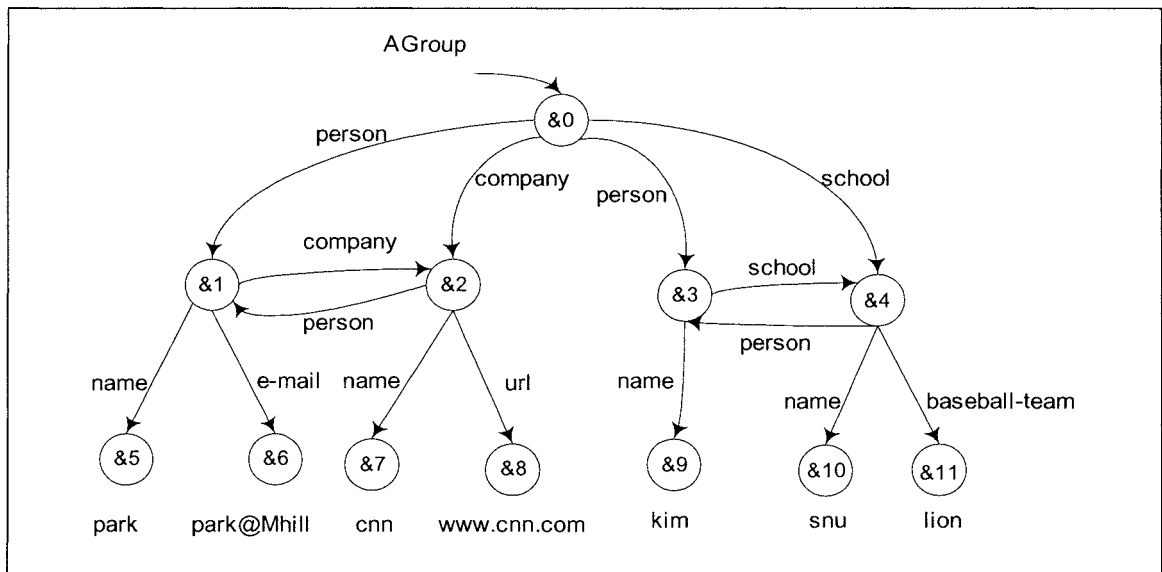 AGroup
&0
person
company
person
school
company
school
&1
&2
&3
&4
person
person
name
e-mail
name
url
name
name
baseball-team
&5
&6
&7
&8
&9
&10
&11
park
park@Mhill
cnn
www.cnn.com
kim
snu
lion